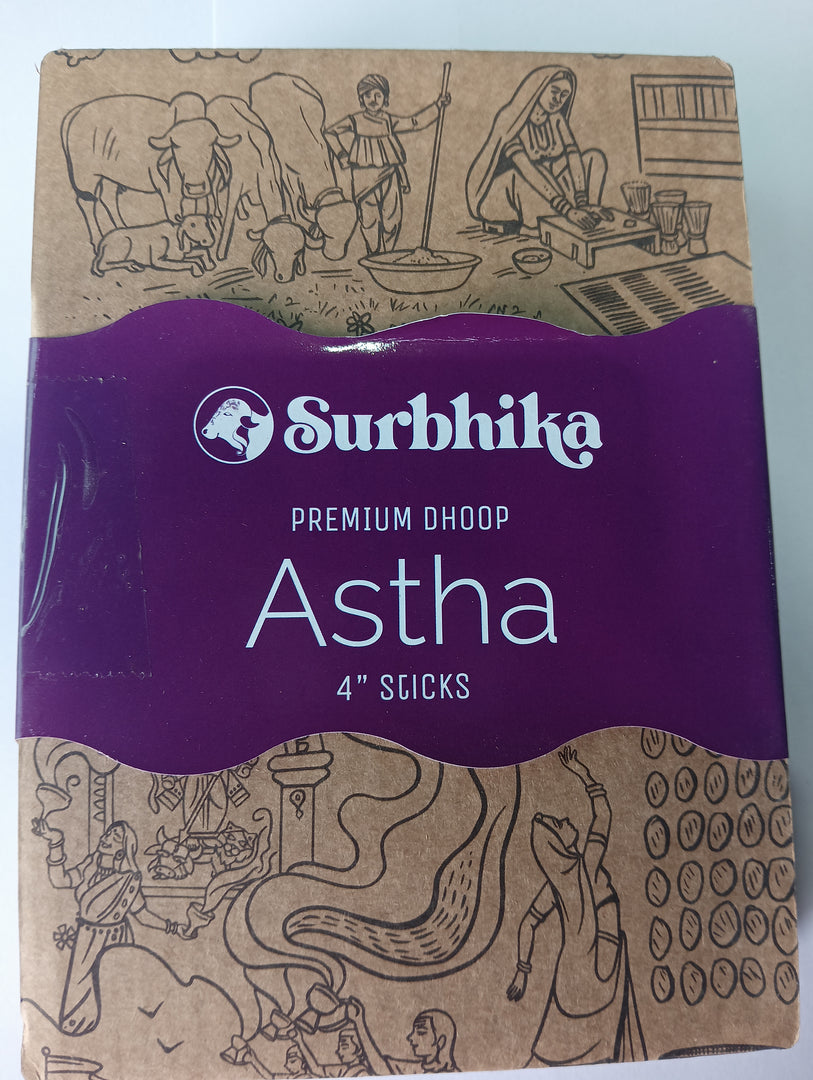 Surbhika
PREMIUM DHOOP
Astha
4” STICKS